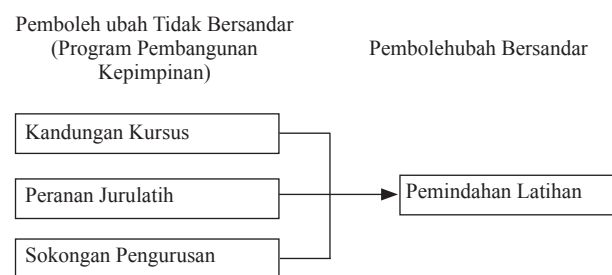 Pemboleh ubah Tidak Bersandar
(Program Pembangunan
Kepimpinan)
Pembolehubah Bersandar
Kandungan Kursus
Peranan Jurulatih
Pemindahan Latihan
Sokongan Pengurusan